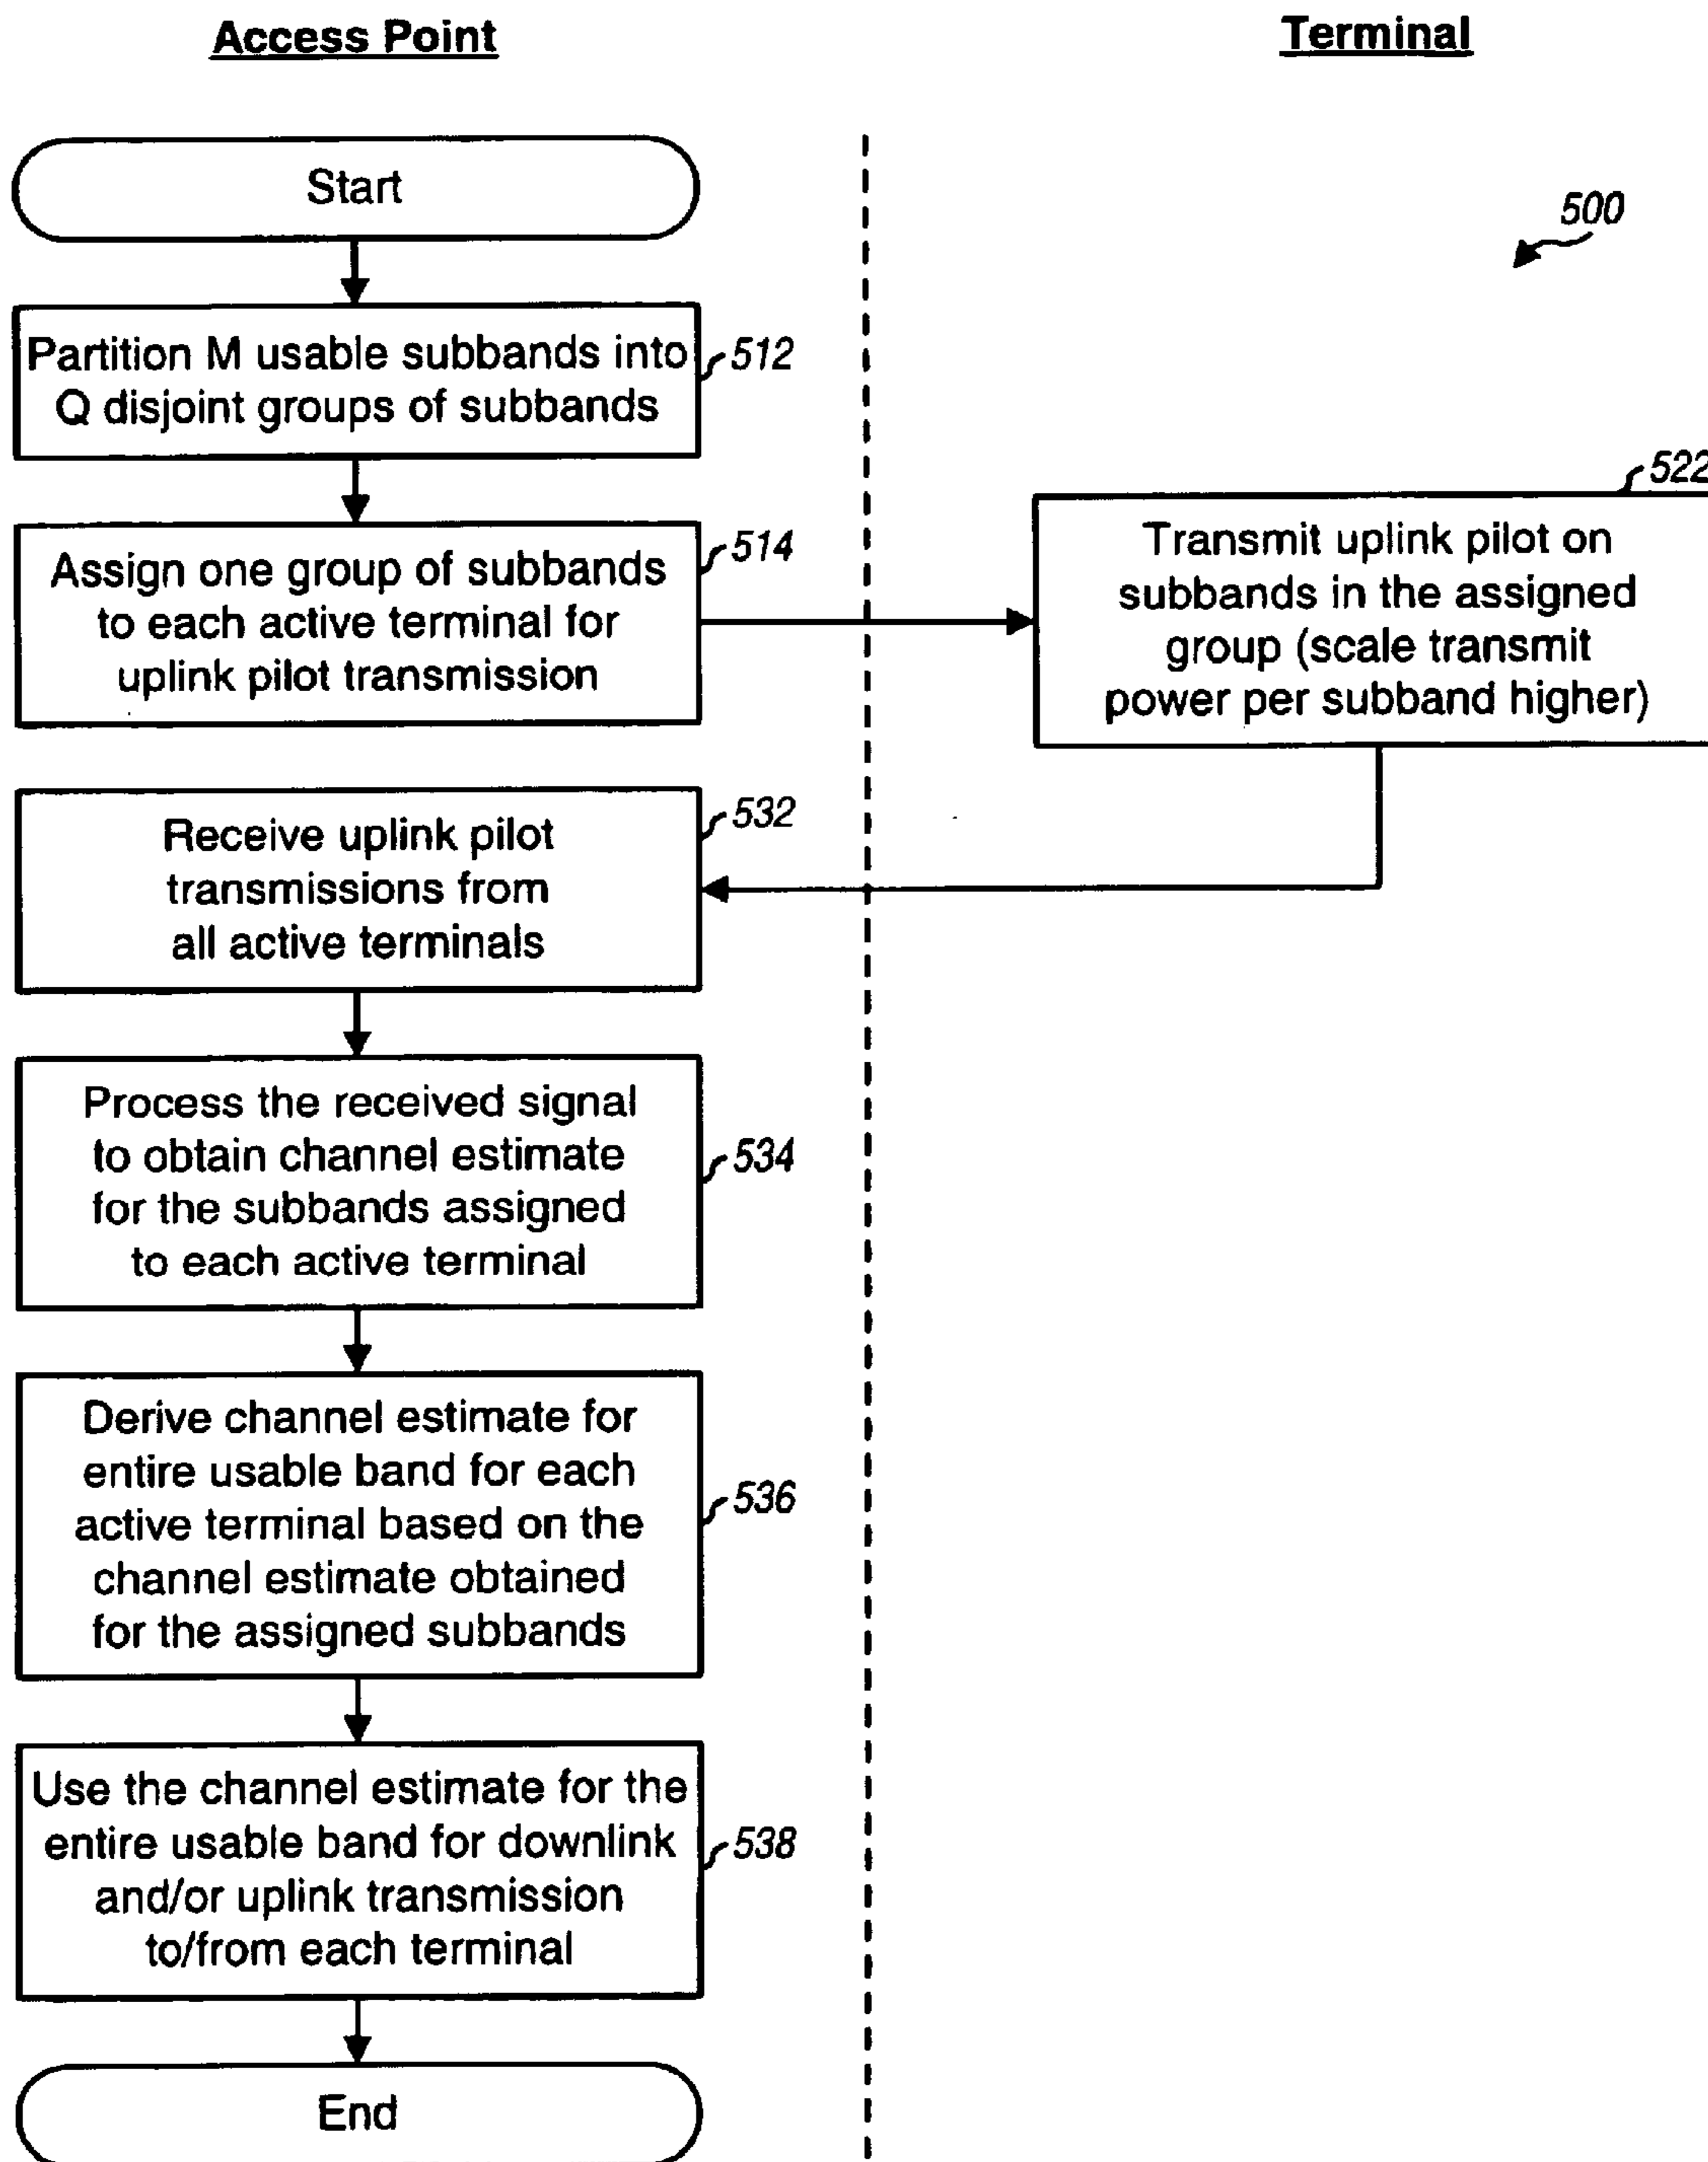 Access Point
Terminal
Start
500
Partition M usable subbands into
Q disjoint groups of subbands
512
Assign one group of subbands
to each active terminal for
uplink pilot transmission
514
522
Transmit uplink pilot on
subbands in the assigned
group (scale transmit
power per subband higher)
Receive uplink pilot
transmissions from
all active terminals
532
Process the received signal
to obtain channel estimate
for the subbands assigned
to each active terminal
534
Derive channel estimate for
entire usable band for each
active terminal based on the
channel estimate obtained
for the assigned subbands
536
Use the channel estimate for the
entire usable band for downlink
and/or uplink transmission
to/from each terminal
538
End